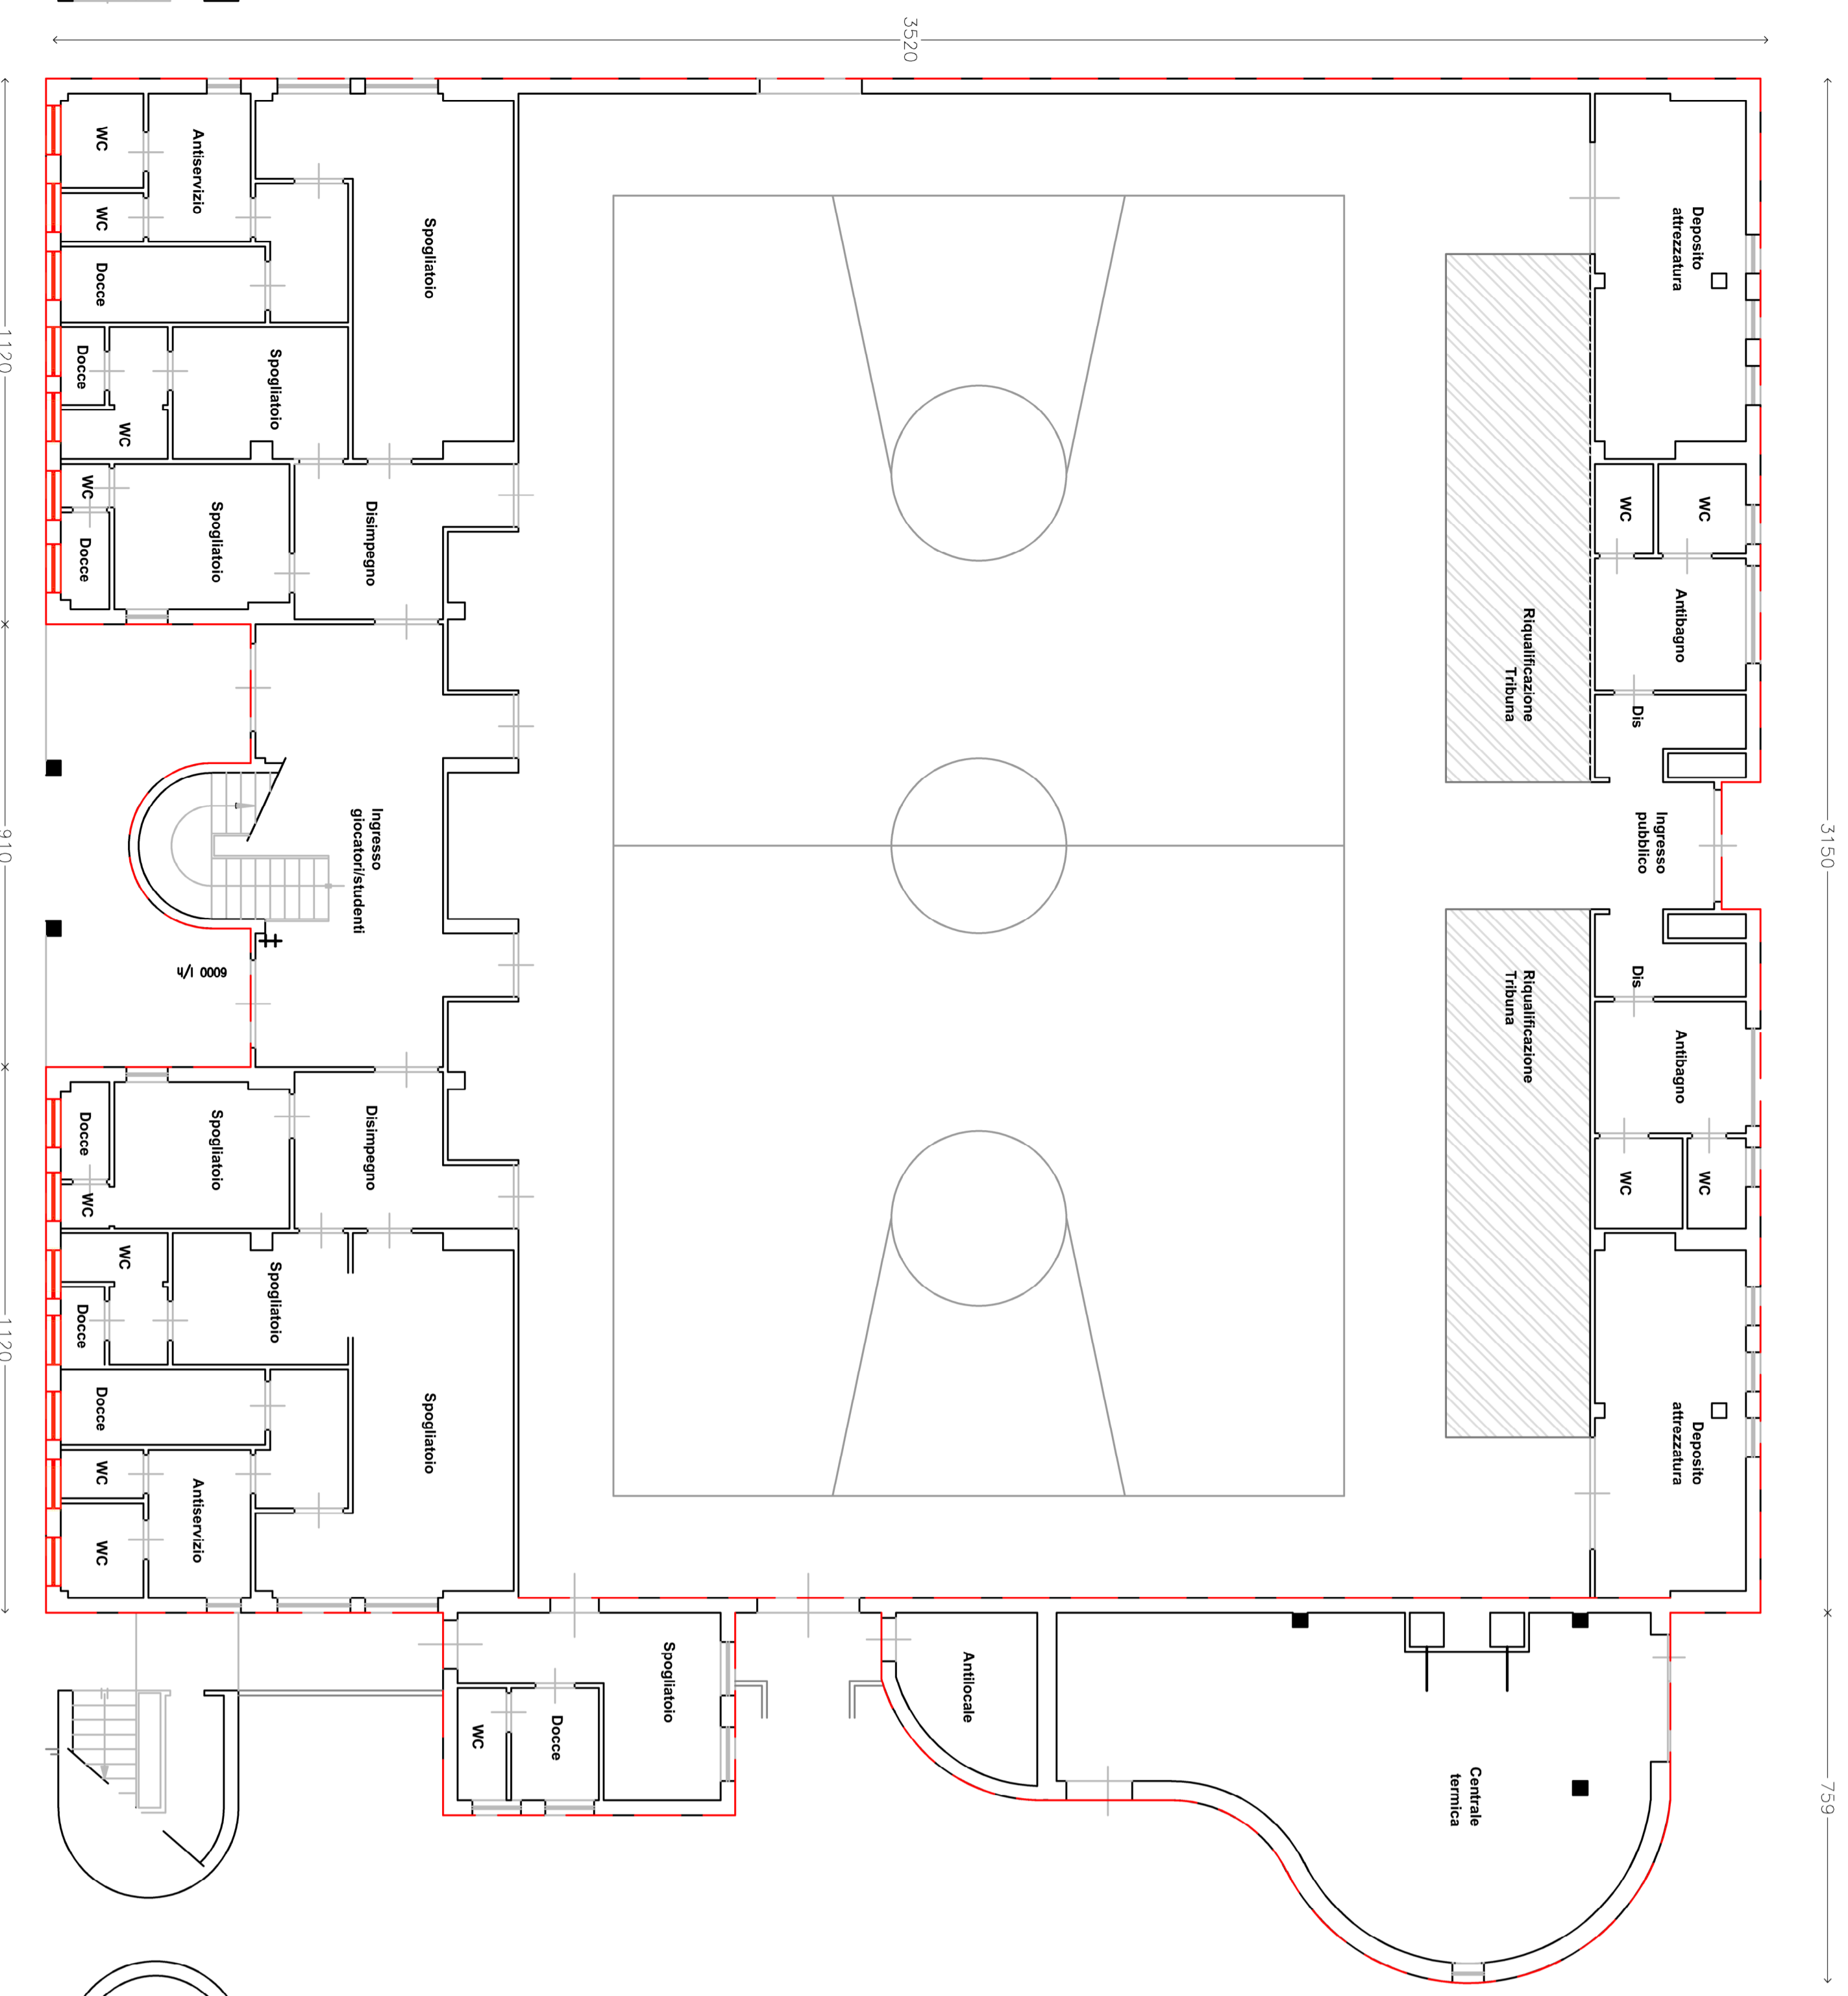 3150
759
Deposito
attrezzatura
WC
WC
Antibagno
Dis
Ingresso
pubblico
Dis
Antibagno
WC
WC
Deposito
attrezzatura
Riqualificazione
Tribuna
Riqualificazione
Tribuna
Centrale
termica
Antilocale
3520
Spogliatoio
Docce
WC
Spogliatoio
Disimpegno
Ingresso
giocatori/studenti
Disimpegno
Spogliatoio
Spogliatoio
Spogliatoio
Spogliatoio
Spogliatoio
Antiservizio
6000 l/h
Antiservizio
WC
WC
Docce
Docce
WC
WC
Docce
Docce
WC
WC
Docce
Docce
WC
WC
1120
910
1120